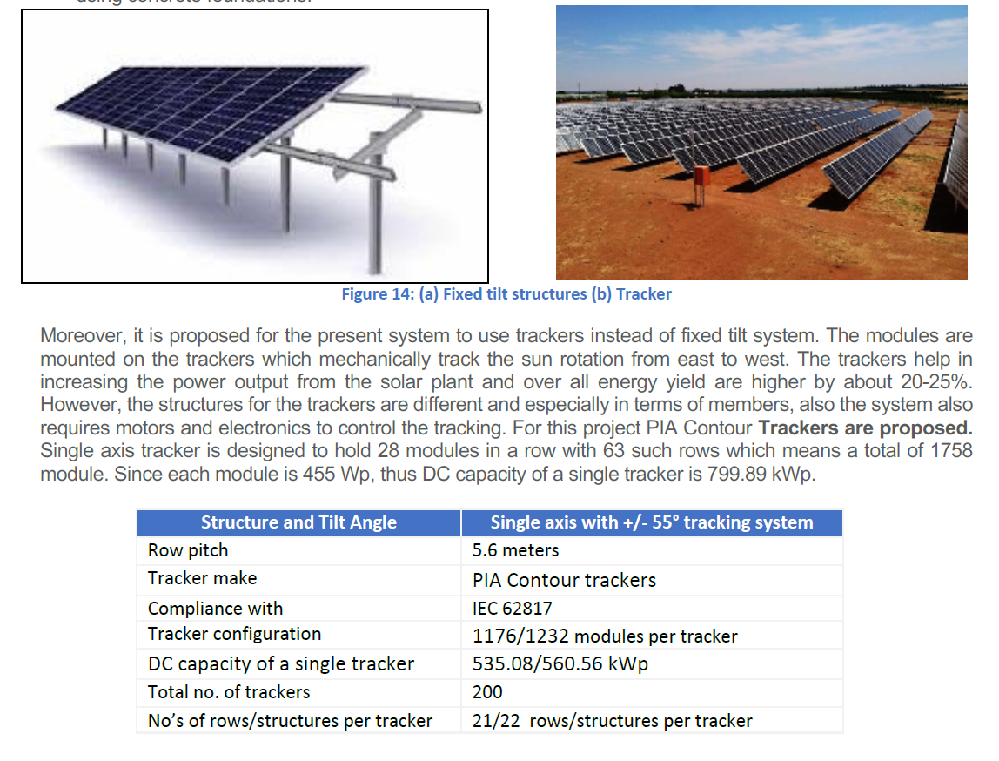 using concrete foundations.
Figure 14: (a) Fixed tilt structures (b) Tracker
Moreover, it is proposed for the present system to use trackers instead of fixed tilt system. The modules are
mounted on the trackers which mechanically track the sun rotation from east to west. The trackers help in
increasing the power output from the solar plant and over all energy yield are higher by about 20-25%.
However, the structures for the trackers are different and especially in terms of members, also the system also
requires motors and electronics to control the tracking. For this project PIA Contour Trackers are proposed.
Single axis tracker is designed to hold 28 modules in a row with 63 such rows which means a total of 1758
module. Since each module is 455 Wp, thus DC capacity of a single tracker is 799.89 kWp.
Structure and Tilt Angle Single axis with +/- 55° tracking system
Row pitch 5.6 meters
Tracker make PIA Contour trackers
Compliance with IEC 62817
Tracker configuration 1176/1232 modules per tracker
DC capacity of a single tracker 535.08/560.56 kWp
Total no. of trackers 200
No's of rows/structures per tracker 21/22 rows/structures per tracker